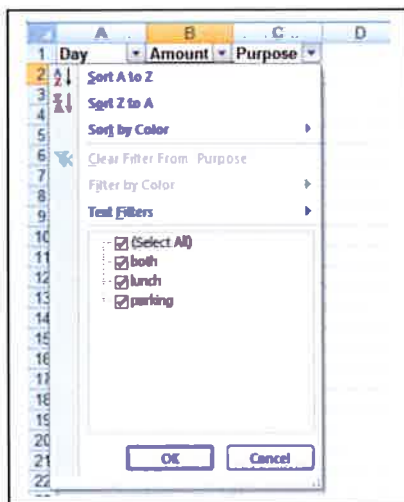 A B C D
1 Day Amount Purpose
2 Sort A to Z
3 Sort Z to A
4
5 Sort by Color
6 Clear Filter From Purpose
7
8 Filter by Color
9 Text Filters
10 (Select All)
11 both
12 lunch
13 parking
14
15
16
17
18
19
20
21 OK Cancel
22